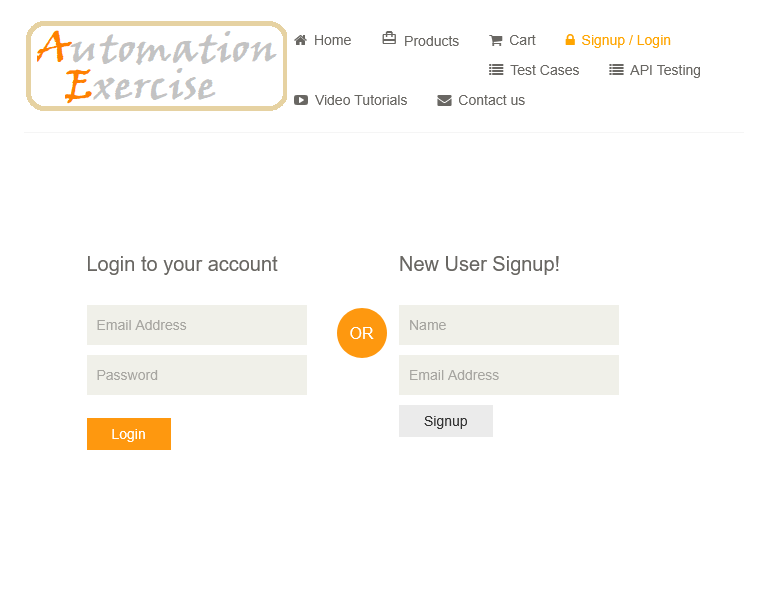 Automation
Exercise
Home
Products
Cart
Signup / Login
Test Cases
API Testing
Video Tutorials
Contact us
Login to your account
Email Address
Password
Login
OR
New User Signup!
Name
Email Address
Signup